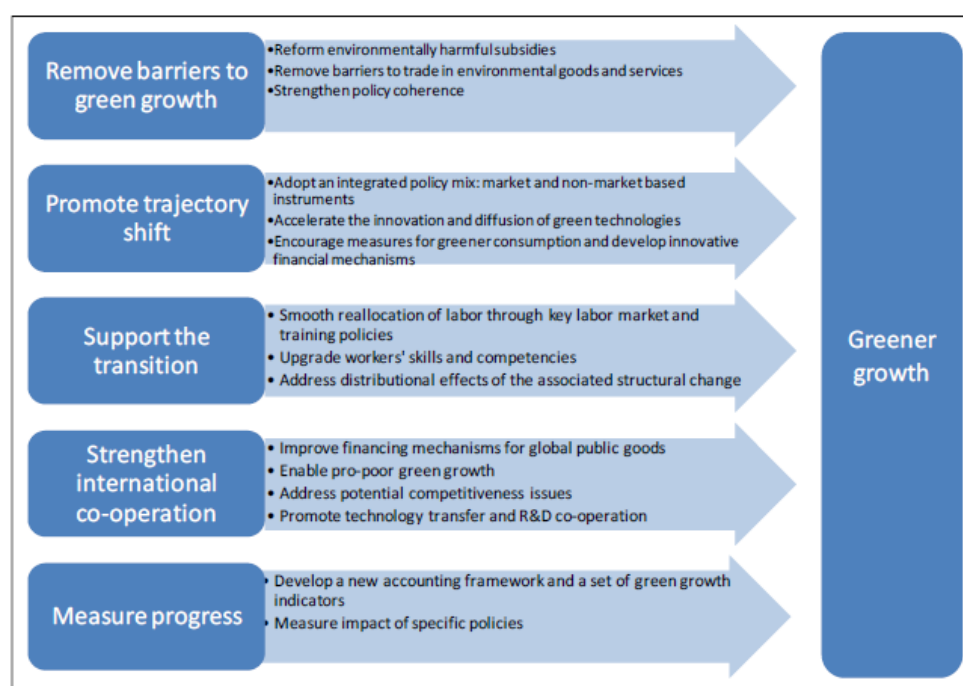 Remove barriers to
green growth
•Reform environmentally harmful subsidies
•Remove barriers to trade in environmental goods and services
•Strengthen policy coherence
Promote trajectory
shift
•Adopt an integrated policy mix: market and non-market based
instruments
•Accelerate the innovation and diffusion of green technologies
•Encourage measures for greener consumption and develop innovative
financial mechanisms
Support the
transition
• Smooth reallocation of labor through key labor market and
training policies
• Upgrade workers' skills and competencies
• Address distributional effects of the associated structural change
Strengthen
international
co-operation
• Improve financing mechanisms for global public goods
• Enable pro-poor green growth
• Address potential competitiveness issues
• Promote technology transfer and R&D co-operation
Measure progress
• Develop a new accounting framework and a set of green growth
indicators
• Measure impact of specific policies
Greener
growth